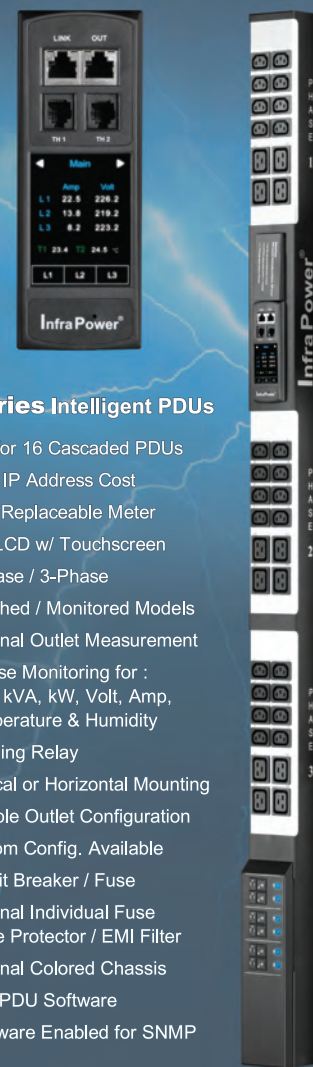 LINK OUT
TH 1 TH 2
Main
Amp Volt
L 1 22.5 226.2
L 2 13.8 219.2
L 3 8.2 223.2
T1 23.4 T2 24.5 °C
L1 L2 L3
InfraPower®
ries Intelligent PDUs
or 16 Cascaded PDUs
IP Address Cost
Replaceable Meter
LCD w/ Touchscreen
ase / 3-Phase
hed / Monitored Models
nal Outlet Measurement
se Monitoring for :
kVA, kW, Volt, Amp,
perature & Humidity
ing Relay
cal or Horizontal Mounting
ble Outlet Configuration
om Config. Available
it Breaker / Fuse
nal Individual Fuse
e Protector / EMI Filter
nal Colored Chassis
PDU Software
ware Enabled for SNMP
PHASE 1
Infra Power®
PHASE 2
PHASE 3